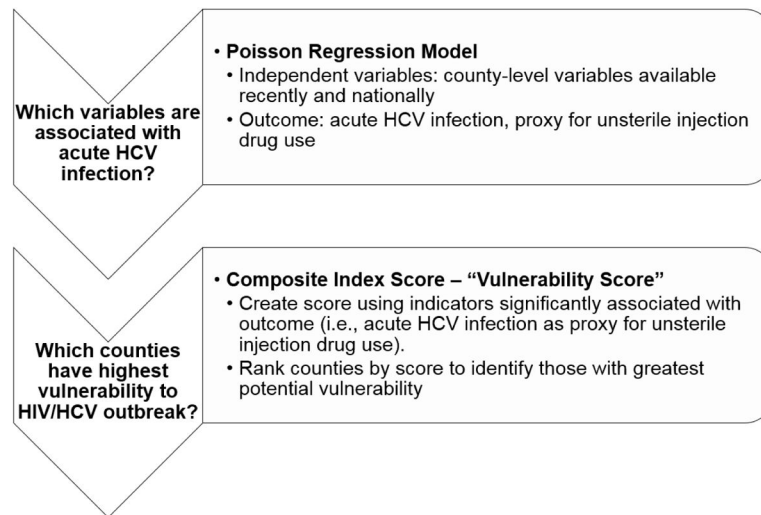 Which variables are
associated with
acute HCV
infection?
• Poisson Regression Model
• Independent variables: county-level variables available
recently and nationally
• Outcome: acute HCV infection, proxy for unsterile injection
drug use
Which counties
have highest
vulnerability to
HIV/HCV outbreak?
• Composite Index Score – “Vulnerability Score”
• Create score using indicators significantly associated with
outcome (i.e., acute HCV infection as proxy for unsterile
injection drug use).
• Rank counties by score to identify those with greatest
potential vulnerability